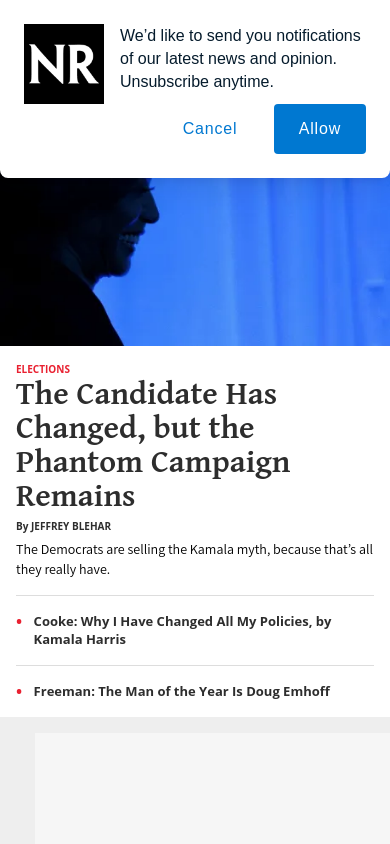 NR
We'd like to send you notifications
of our latest news and opinion.
Unsubscribe anytime.
Cancel
Allow
ELECTIONS
The Candidate Has
Changed, but the
Phantom Campaign
Remains
By JEFFREY BLEHAR
The Democrats are selling the Kamala myth, because that's all
they really have.
• Cooke: Why I Have Changed All My Policies, by
Kamala Harris
• Freeman: The Man of the Year Is Doug Emhoff